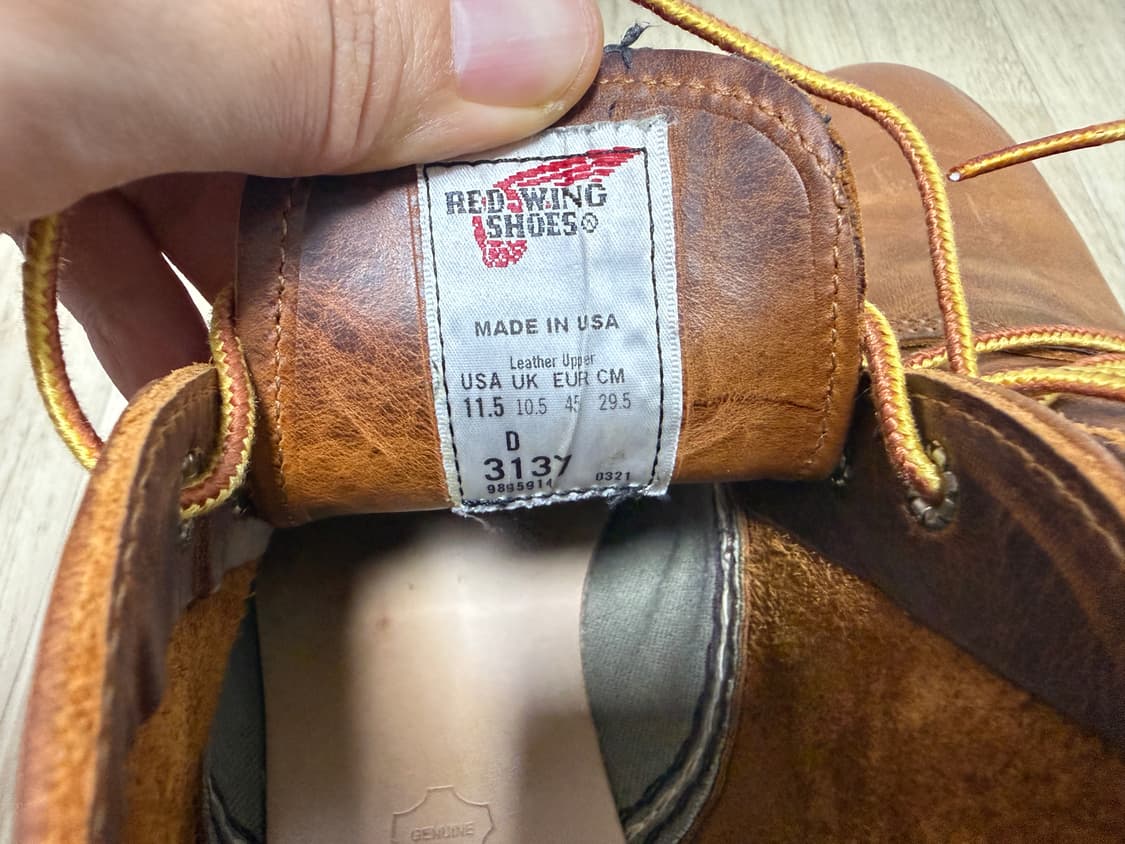 RED WING
SHOES®
MADE IN USA
Leather Upper
USA UK EUR CM
11.5 10.5 45 29.5
D
3137
0321
GENUINE